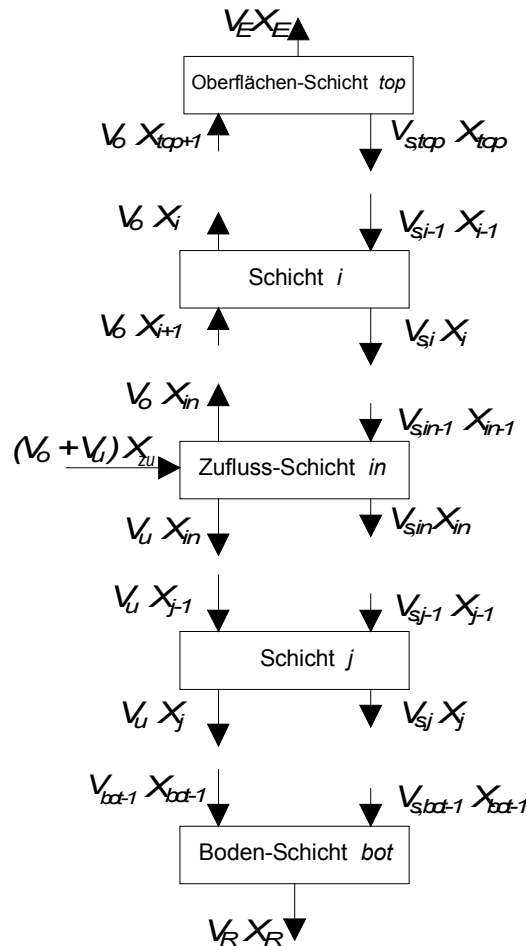 V_E X_E
Oberflächen-Schicht top
V_o X_top+1 V_s,top X_top
V_o X_i V_s,i-1 X_i-1
Schicht i
V_o X_i+1 V_s,i X_i
V_o X_in V_s,in-1 X_in-1
(V_o + V_u) X_zu
Zufluss-Schicht in
V_u X_in V_s,in X_in
V_u X_j-1 V_s,j-1 X_j-1
Schicht j
V_u X_j V_s,j X_j
V_bot-1 X_bot-1 V_s,bot-1 X_bot-1
Boden-Schicht bot
V_R X_R